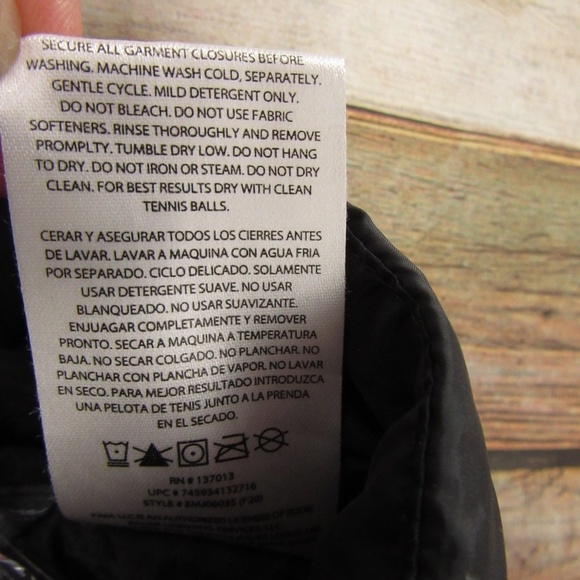 SECURE ALL GARMENT CLOSURES BEFORE
WASHING. MACHINE WASH COLD, SEPARATELY.
GENTLE CYCLE. MILD DETERGENT ONLY.
DO NOT BLEACH. DO NOT USE FABRIC
SOFTENERS. RINSE THOROUGHLY AND REMOVE
PROMPLTY. TUMBLE DRY LOW. DO NOT HANG
TO DRY. DO NOT IRON OR STEAM. DO NOT DRY
CLEAN. FOR BEST RESULTS DRY WITH CLEAN
TENNIS BALLS.
CERAR Y ASEGURAR TODOS LOS CIERRES ANTES
DE LAVAR. LAVAR A MAQUINA CON AGUA FRIA
POR SEPARADO. CICLO DELICADO. SOLAMENTE
USAR DETERGENTE SUAVE. NO USAR
BLANQUEADO. NO USAR SUAVIZANTE.
ENJUAGAR COMPLETAMENTE Y REMOVER
PRONTO. SECAR A MAQUINA A TEMPERATURA
BAJA. NO SECAR COLGADO. NO PLANCHAR. NO
PLANCHAR CON PLANCHA DE VAPOR. NO LAVAR
EN SECO. PARA MEJOR RESULTADO INTRODUZCA
UNA PELOTA DE TENIS JUNTO A LA PRENDA
EN EL SECADO.
RN # 137013
UPC # 745934132716
STYLE # EMJ06035 (F20)